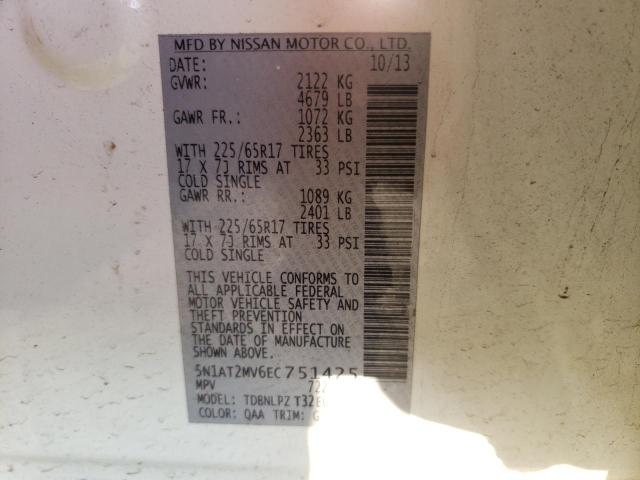 MFD BY NISSAN MOTOR CO., LTD.
DATE: 10/13
GVWR: 2122 KG
4679 LB
GAWR FR.: 1072 KG
2363 LB
WITH 225/65R17 TIRES
17 X 7J RIMS AT 33 PSI
COLD SINGLE
GAWR RR.: 1089 KG
2401 LB
WITH 225/65R17 TIRES
17 X 7J RIMS AT 33 PSI
COLD SINGLE
THIS VEHICLE CONFORMS TO
ALL APPLICABLE FEDERAL
MOTOR VEHICLE SAFETY AND
THEFT PREVENTION
STANDARDS IN EFFECT ON
THE DATE OF MANUFACTURE
SHOWN ABOVE.
5N1AT2MV6EC751425
MPV
MODEL: TDBNLPZ
COLOR: QAA TRIM: